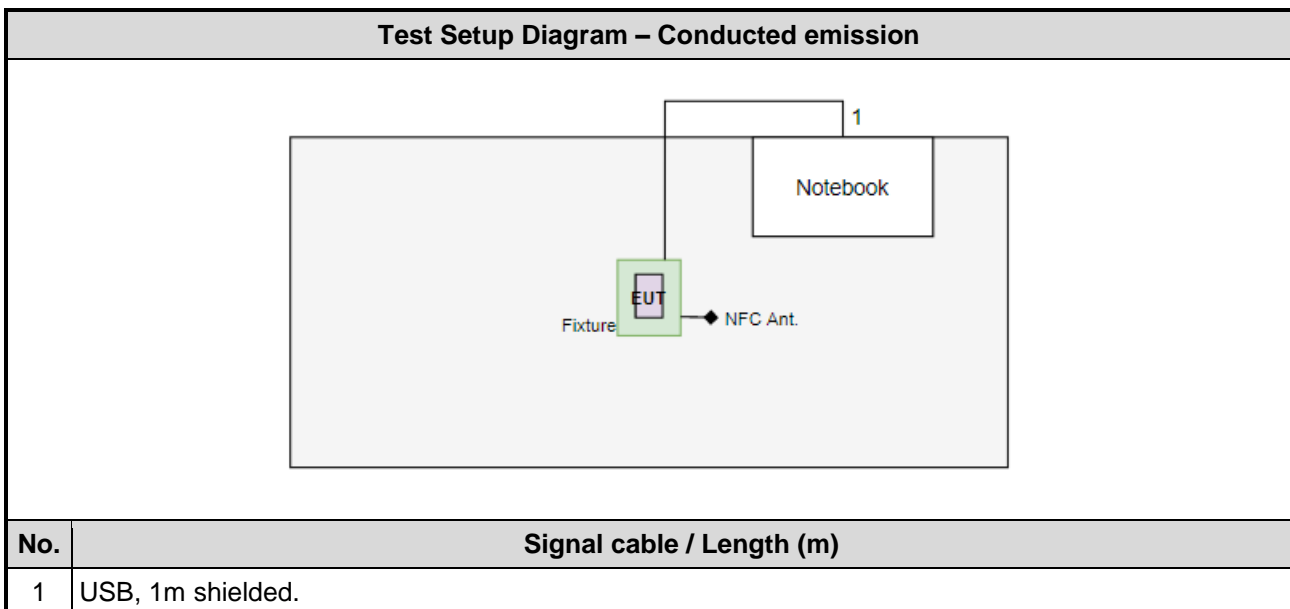 Test Setup Diagram – Conducted emission
1
Notebook
EUT
Fixture
NFC Ant.
No. Signal cable / Length (m)
1 USB, 1m shielded.